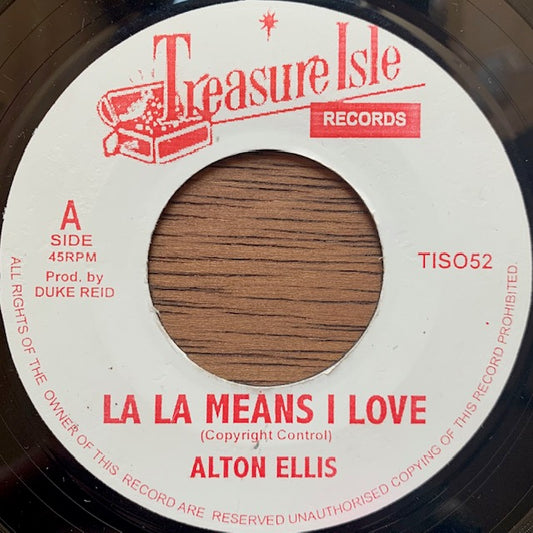 Treasure Isle
RECORDS
A
SIDE
45RPM
Prod. by
DUKE REID
TISO52
LA LA MEANS I LOVE
(Copyright Control)
ALTON ELLIS
ALL RIGHTS OF THE OWNER OF THIS RECORD ARE RESERVED UNAUTHORISED COPYING OF THIS RECORD PROHIBITED.